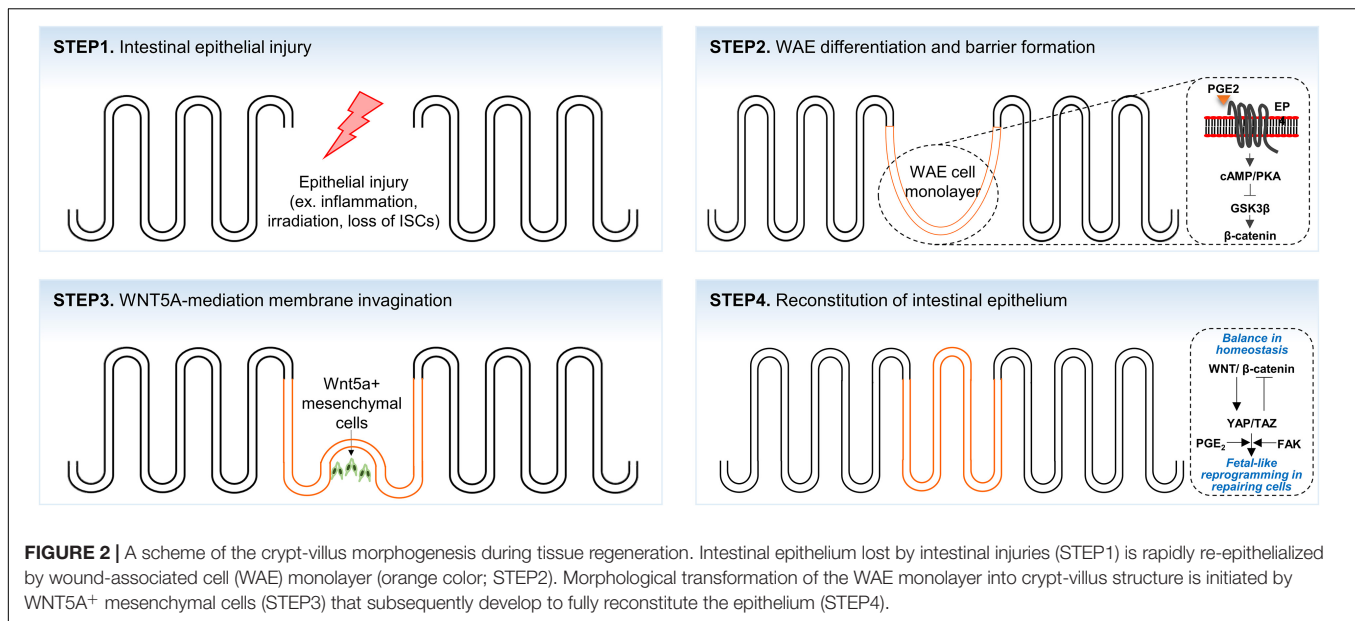 STEP1. Intestinal epithelial injury
Epithelial injury
(ex. inflammation,
irradiation, loss of ISCs)
STEP2. WAE differentiation and barrier formation
WAE cell
monolayer
PGE2
EP
4
cAMP/PKA
GSK3β
β-catenin
STEP3. WNT5A-mediation membrane invagination
Wnt5a+
mesenchymal
cells
STEP4. Reconstitution of intestinal epithelium
Balance in
homeostasis
WNT/ β-catenin
YAP/TAZ
PGE₂ FAK
Fetal-like
reprogramming in
repairing cells
FIGURE 2 | A scheme of the crypt-villus morphogenesis during tissue regeneration. Intestinal epithelium lost by intestinal injuries (STEP1) is rapidly re-epithelialized
by wound-associated cell (WAE) monolayer (orange color; STEP2). Morphological transformation of the WAE monolayer into crypt-villus structure is initiated by
WNT5A⁺ mesenchymal cells (STEP3) that subsequently develop to fully reconstitute the epithelium (STEP4).